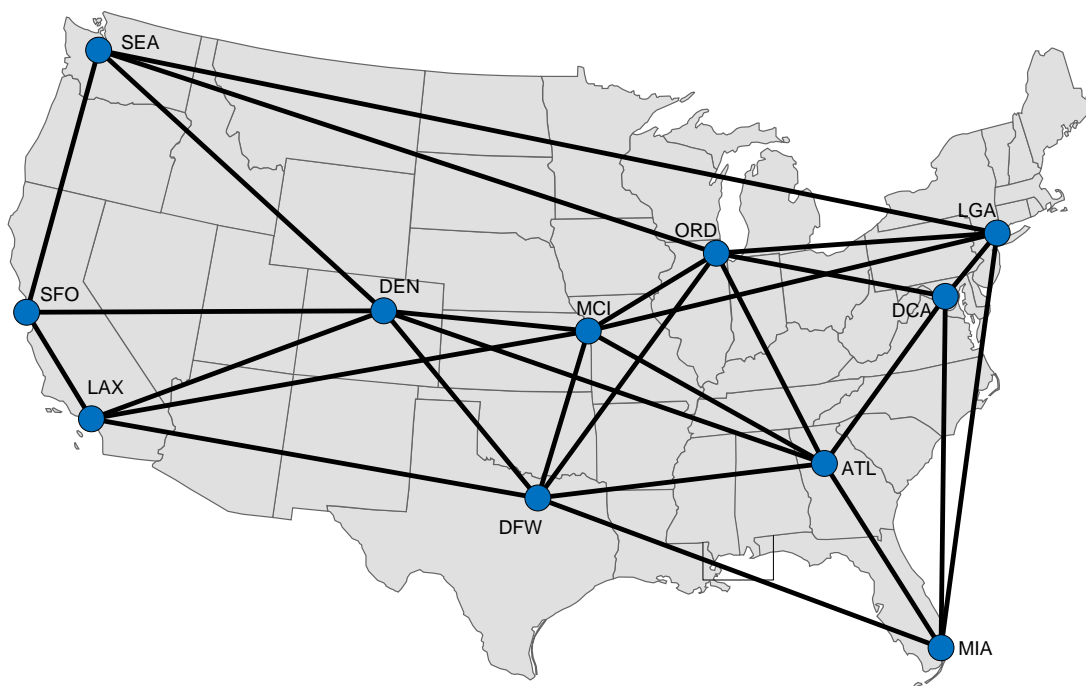 SEA
LGA
ORD
DEN
SFO
MCI
DCA
LAX
ATL
DFW
MIA